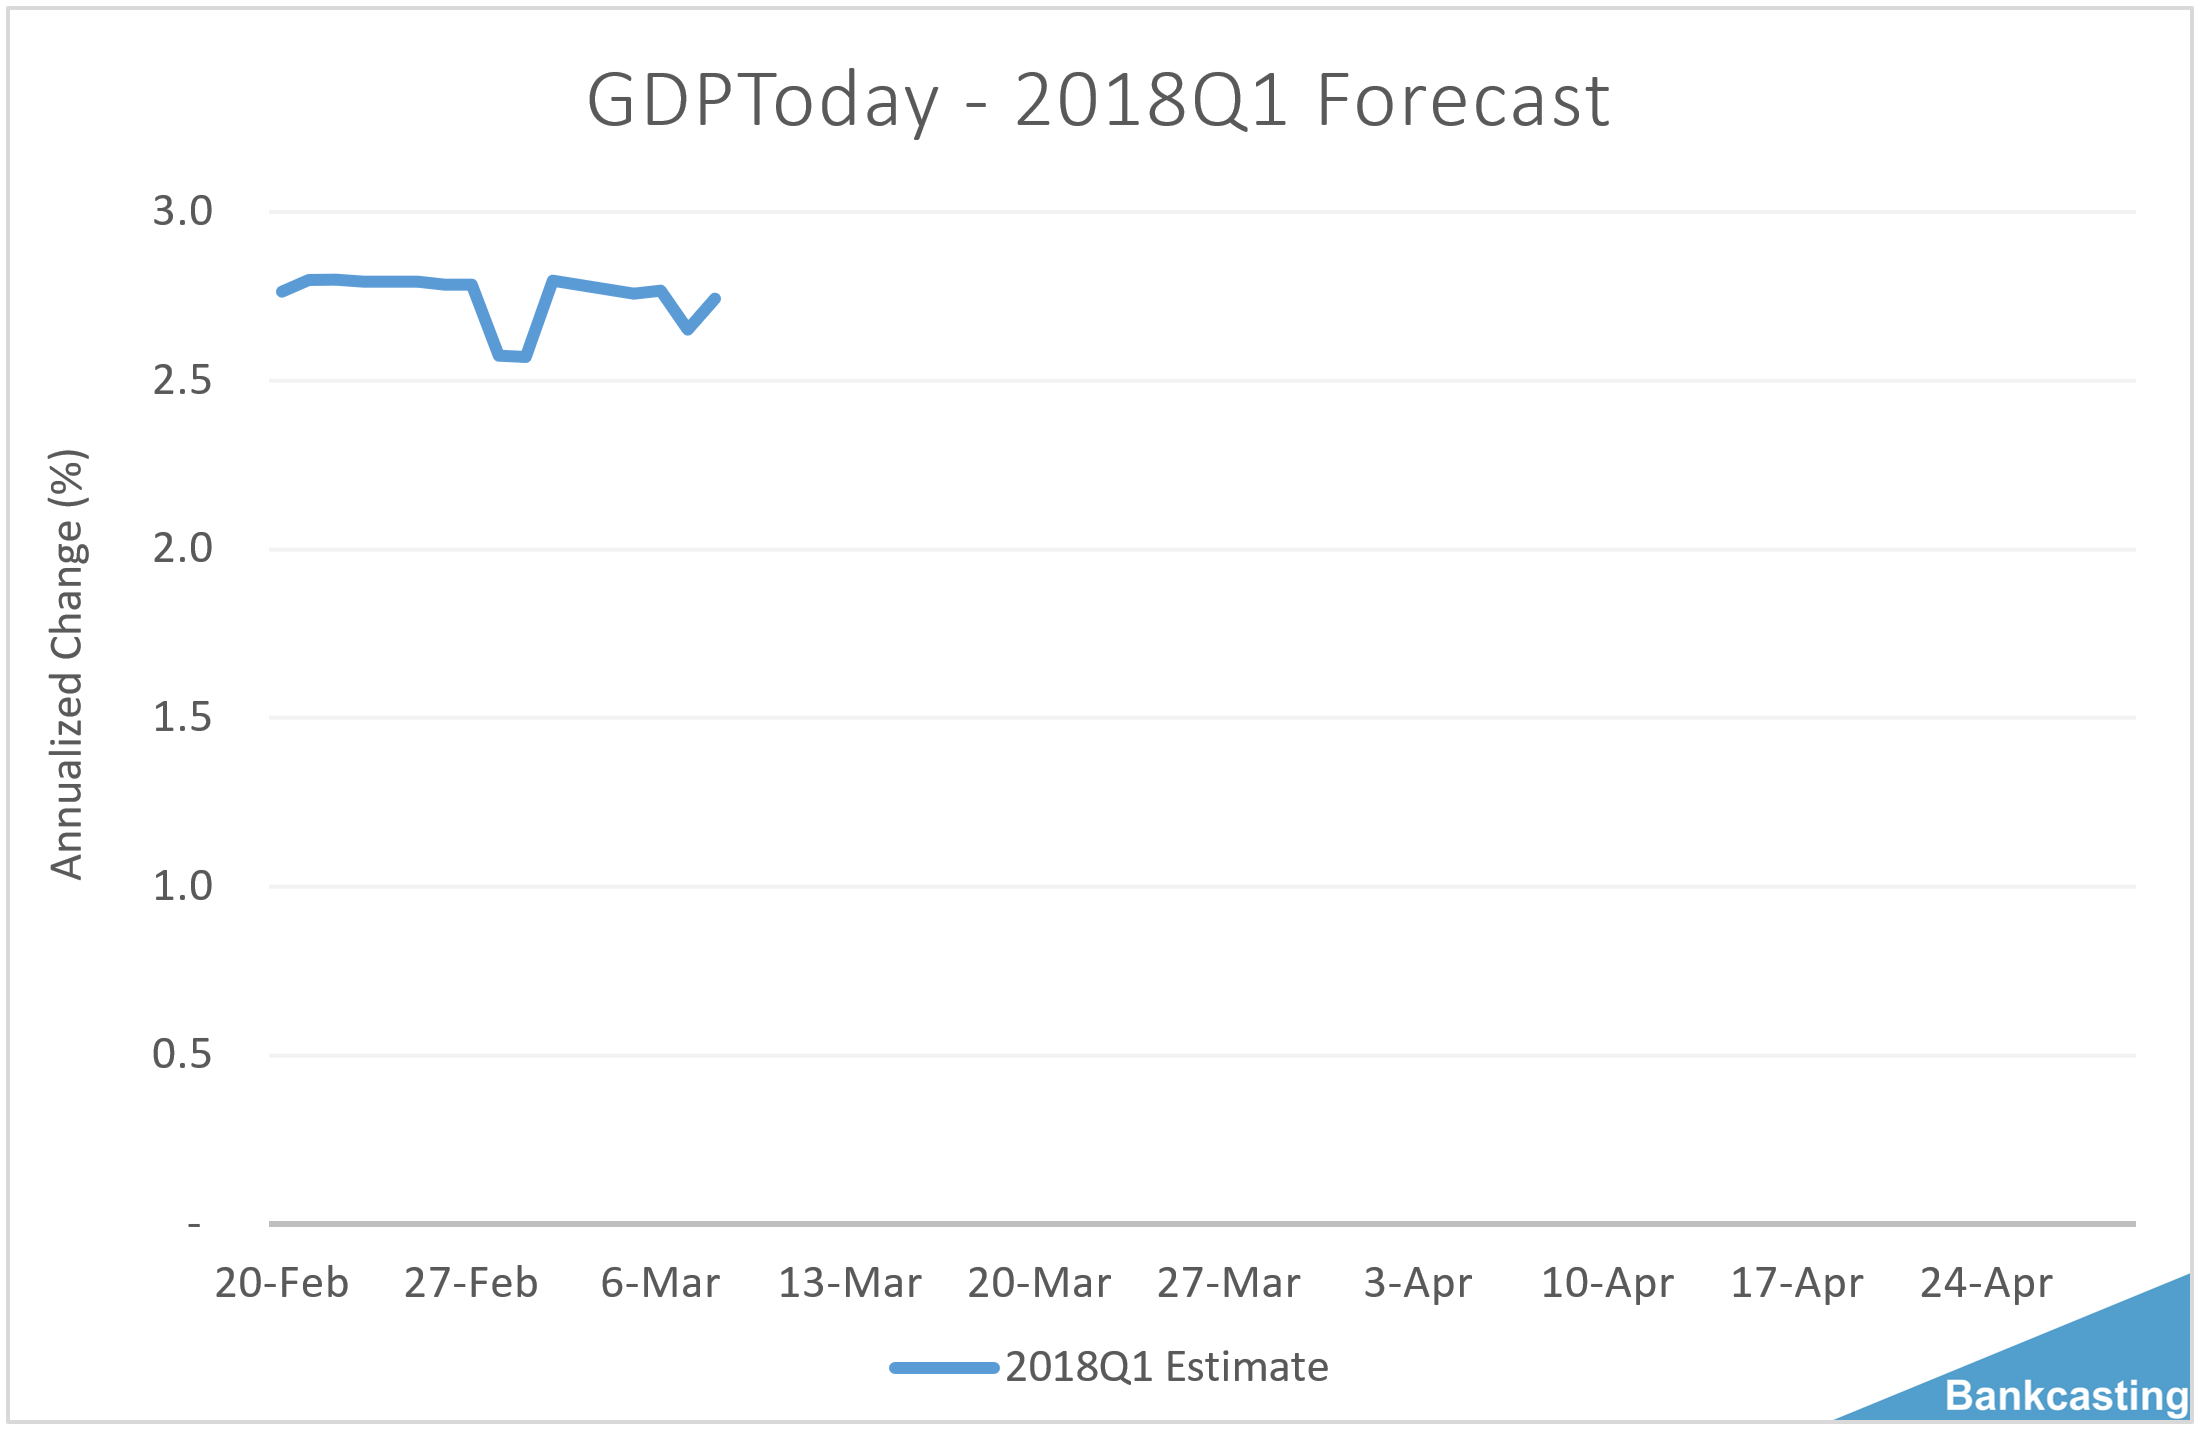 GDPToday - 2018Q1 Forecast
3.0
2.5
2.0
1.5
1.0
0.5
-
Annualized Change (%)
20-Feb 27-Feb 6-Mar 13-Mar 20-Mar 27-Mar 3-Apr 10-Apr 17-Apr 24-Apr
2018Q1 Estimate
Bankcasting